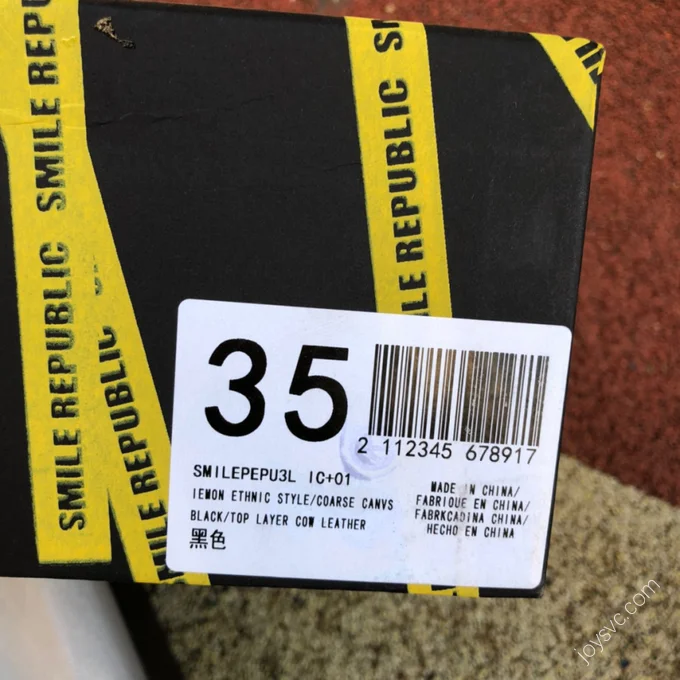 SMILE REP
SMILE REPUBLIC
REPUBLIC
SMILE REPUBLIC
LE REPUBLIC
35
2 112345 678917
SMILEPEPU3L IC+01
IEMON ETHNIC STYLE/COARSE CANVS
BLACK/TOP LAYER COW LEATHER
黑色
MADE IN CHINA/
FABRIQUE EN CHINA/
FABRKCADINA CHINA/
HECHO EN CHINA
joysvc.com